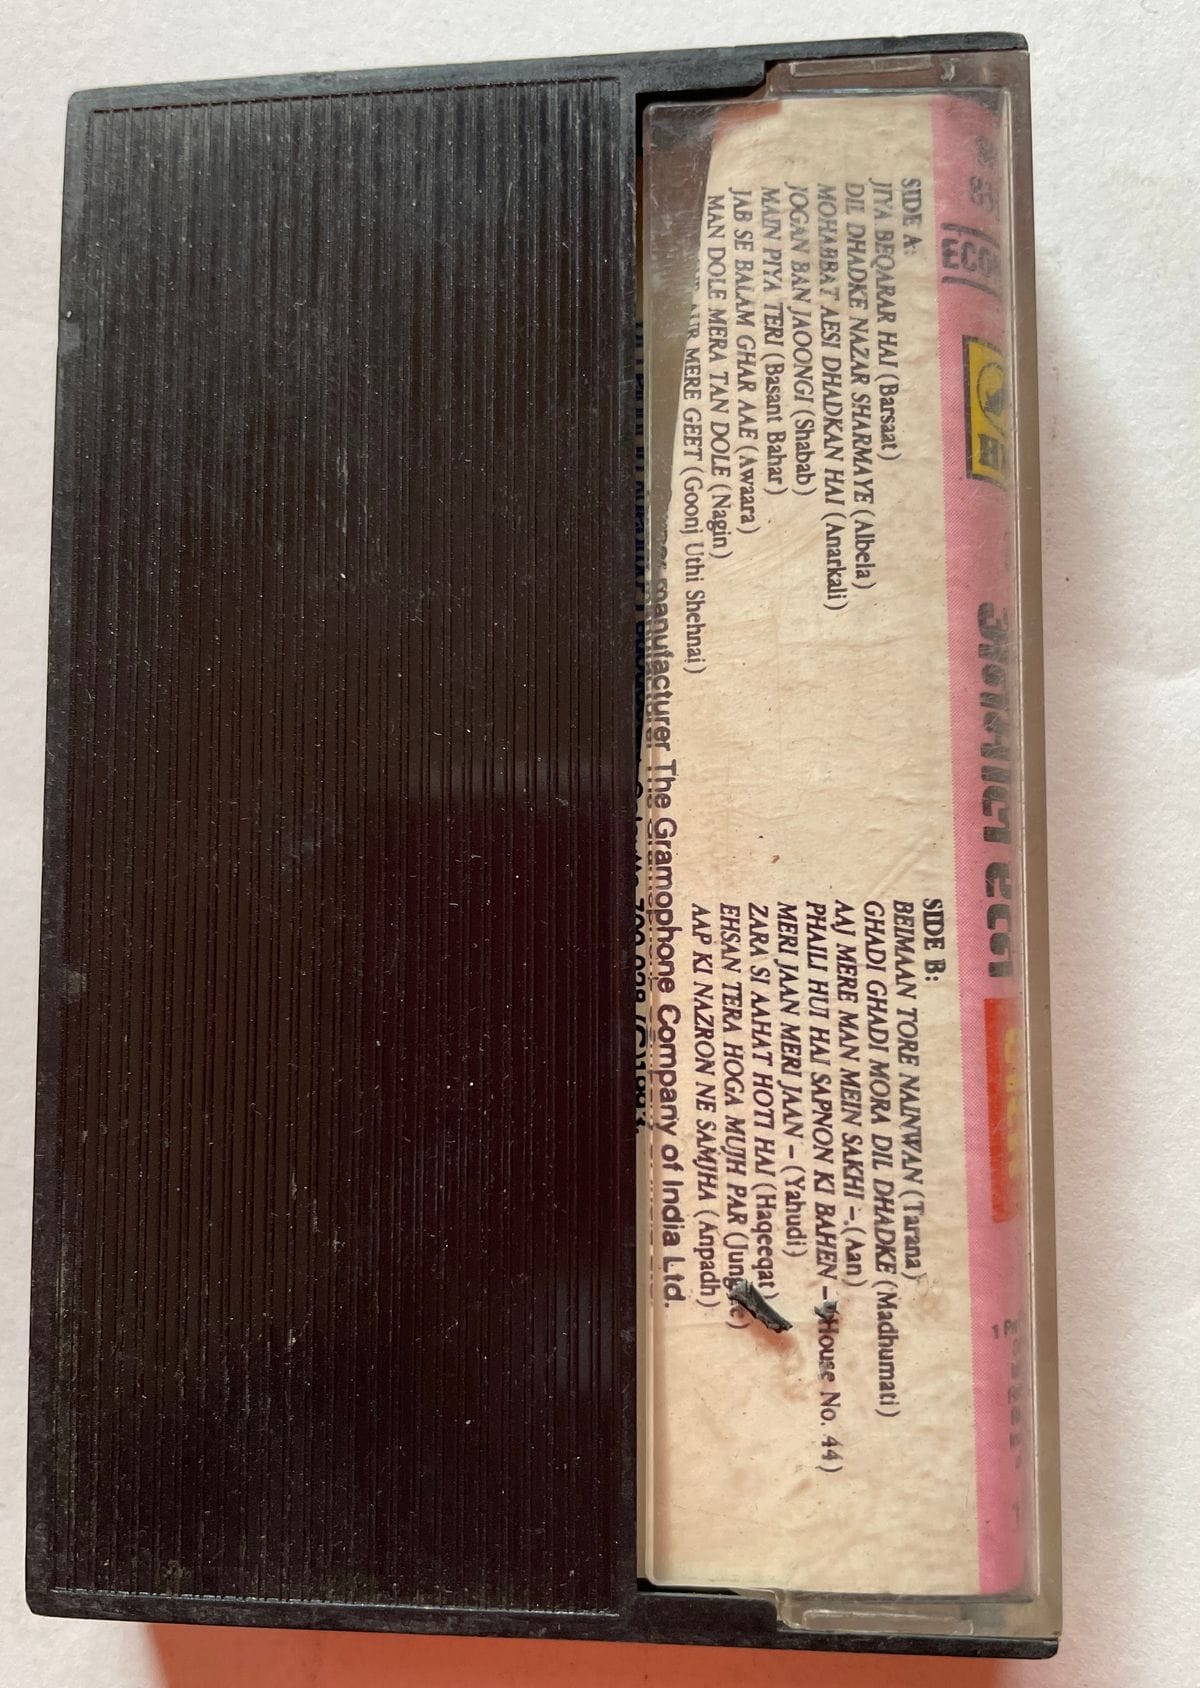 SIDE A:
JIYA BEQARAR HAI (Barsaat)
DIL DHADKE NAZAR SHARMAYE (Albela)
MOHABBAT AESI DHADKAN HAI (Anarkali)
JOGAN BAN JAOONGI (Shabab)
MAIN PIYA TERI (Basant Bahar)
JAB SE BALAM GHAR AAE (Awaara)
MAN DOLE MERA TAN DOLE (Nagin)
AUR MERE GEET (Goonj Uthi Shehnai)
SIDE B:
BEIMAAN TORE NAINWAN (Tarana)
GHADI GHADI MORA DIL DHADKE (Madhumati)
AAJ MERE MAN MEIN SAKHI - (Aan)
PHAILI HUI HAI SAPNON KI BAHEN - (House No. 44)
MERI JAAN MERI JAAN - (Yahudi)
ZARA SI AAHAT HOTI HAI (Haqeeqat)
EHSAN TERA HOGA MUJH PAR
AAP KI NAZRON NE SAMJHA (Anpadh)
manufacturer The Gramophone Company of India Ltd.
700 028 (C)1993.